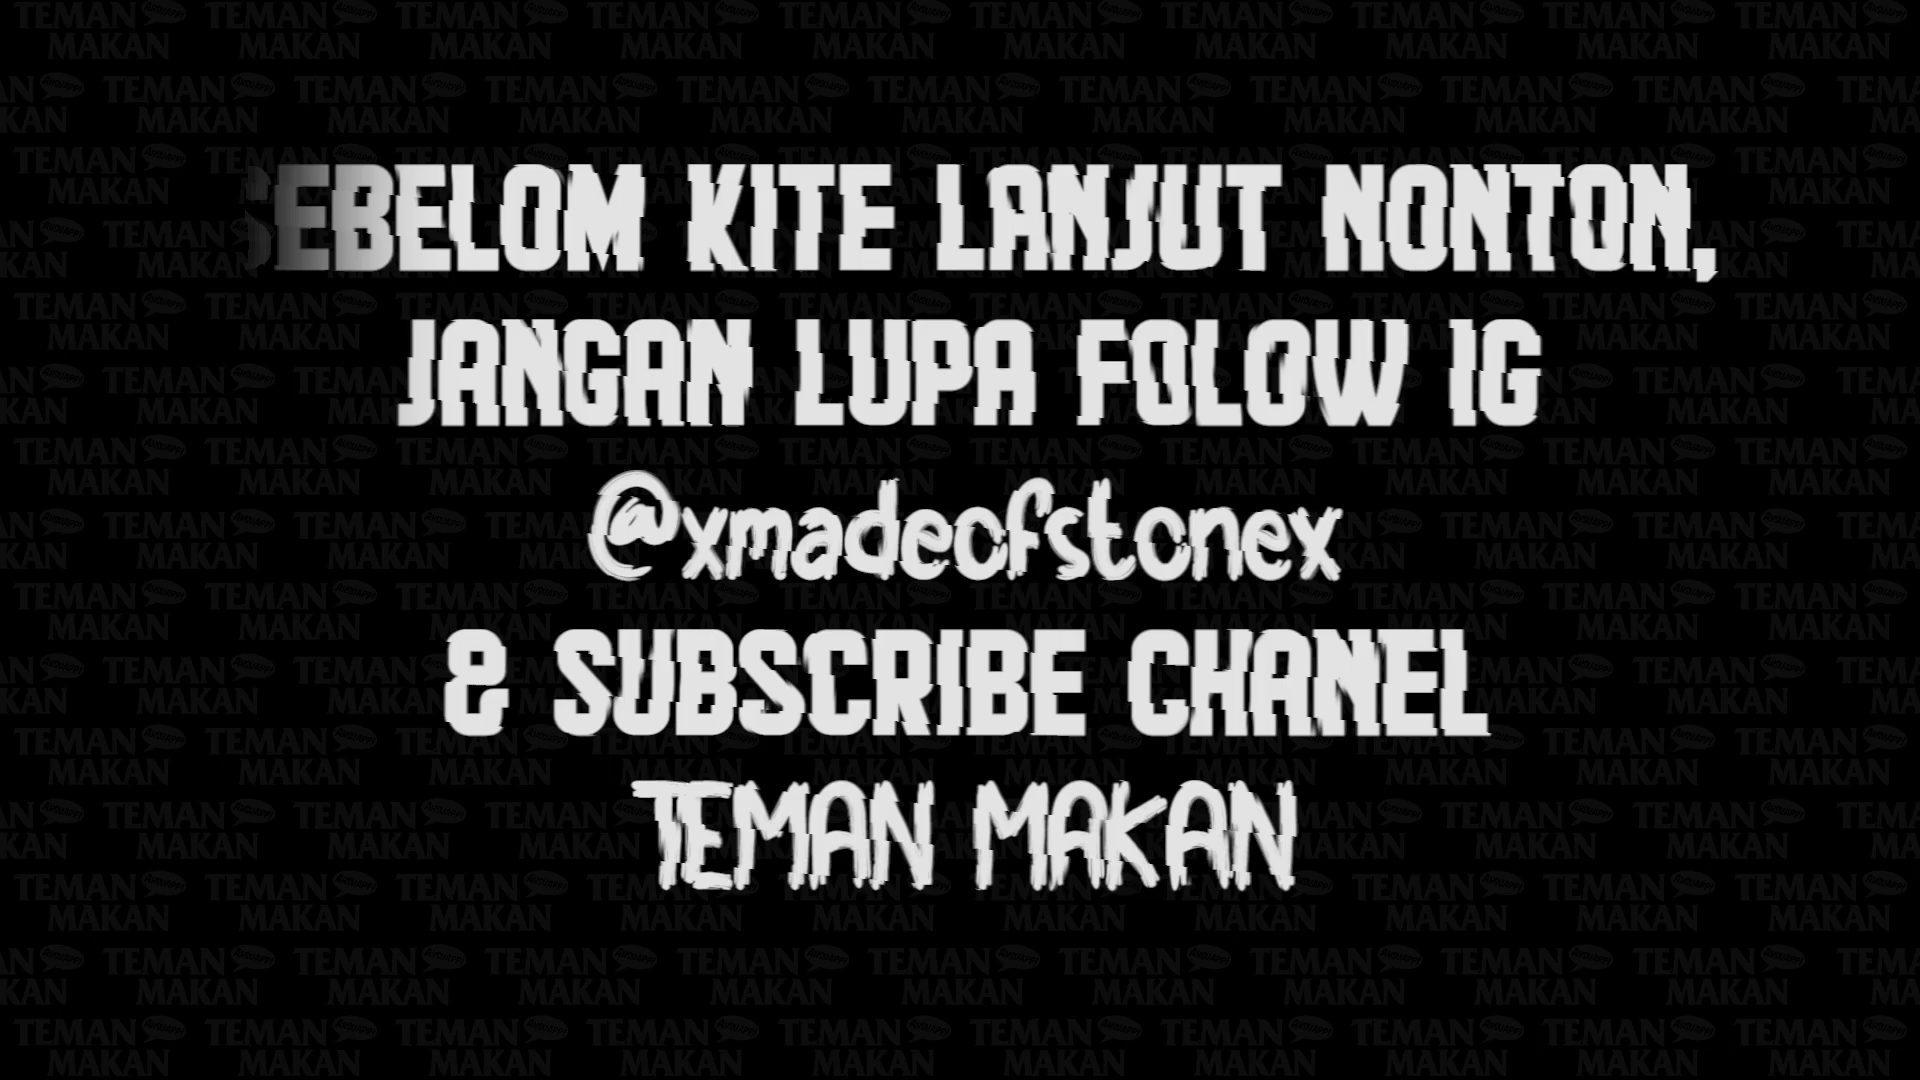 SEBELOM KITE LANJUT NONTON,
JANGAN LUPA FOLOW IG
@xmadeofstonex
& SUBSCRIBE CHANEL
TEMAN MAKAN